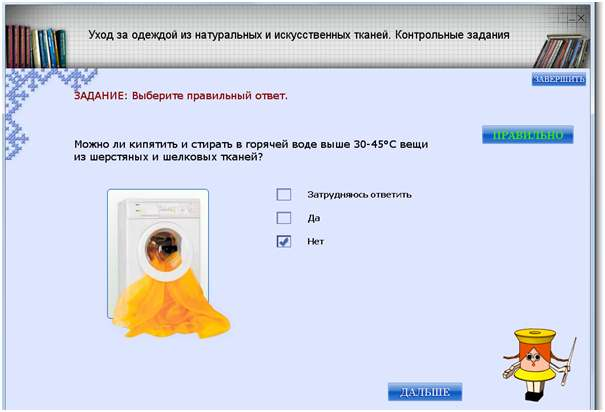 Уход за одеждой из натуральных и искусственных тканей. Контрольные задания
ЗАВЕРШИТЬ
ЗАДАНИЕ: Выберите правильный ответ.
ПРАВИЛЬНО
Можно ли кипятить и стирать в горячей воде выше 30-45°С вещи
из шерстяных и шелковых тканей?
Затрудняюсь ответить
Да
Нет
ДАЛЬШЕ